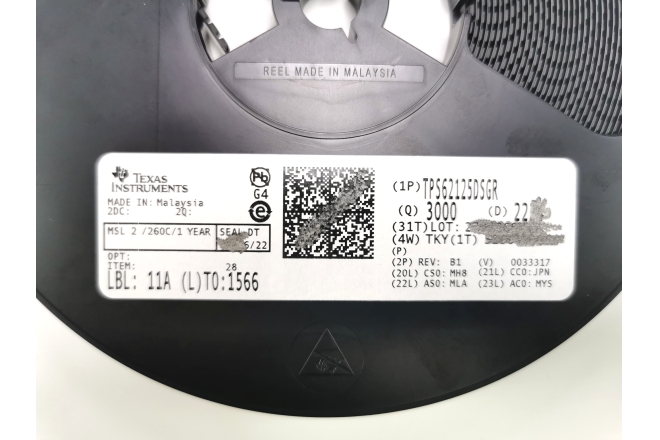 REEL MADE IN MALAYSIA
TEXAS
INSTRUMENTS
MADE IN: Malaysia
2DC: 2Q:
MSL 2 /260C/1 YEAR
SEAL DT
/22
OPT:
ITEM: 28
LBL: 11A (L)TO:1566
Pb
G4
e
(1P) TPS62125DSGR
(Q) 3000 (D) 22
(31T) LOT:
(4W) TKY(1T)
(P)
(2P) REV: B1 (V) 0033317
(20L) CSO: MH8 (21L) CCO:JPN
(22L) ASO: MLA (23L) ACO: MYS